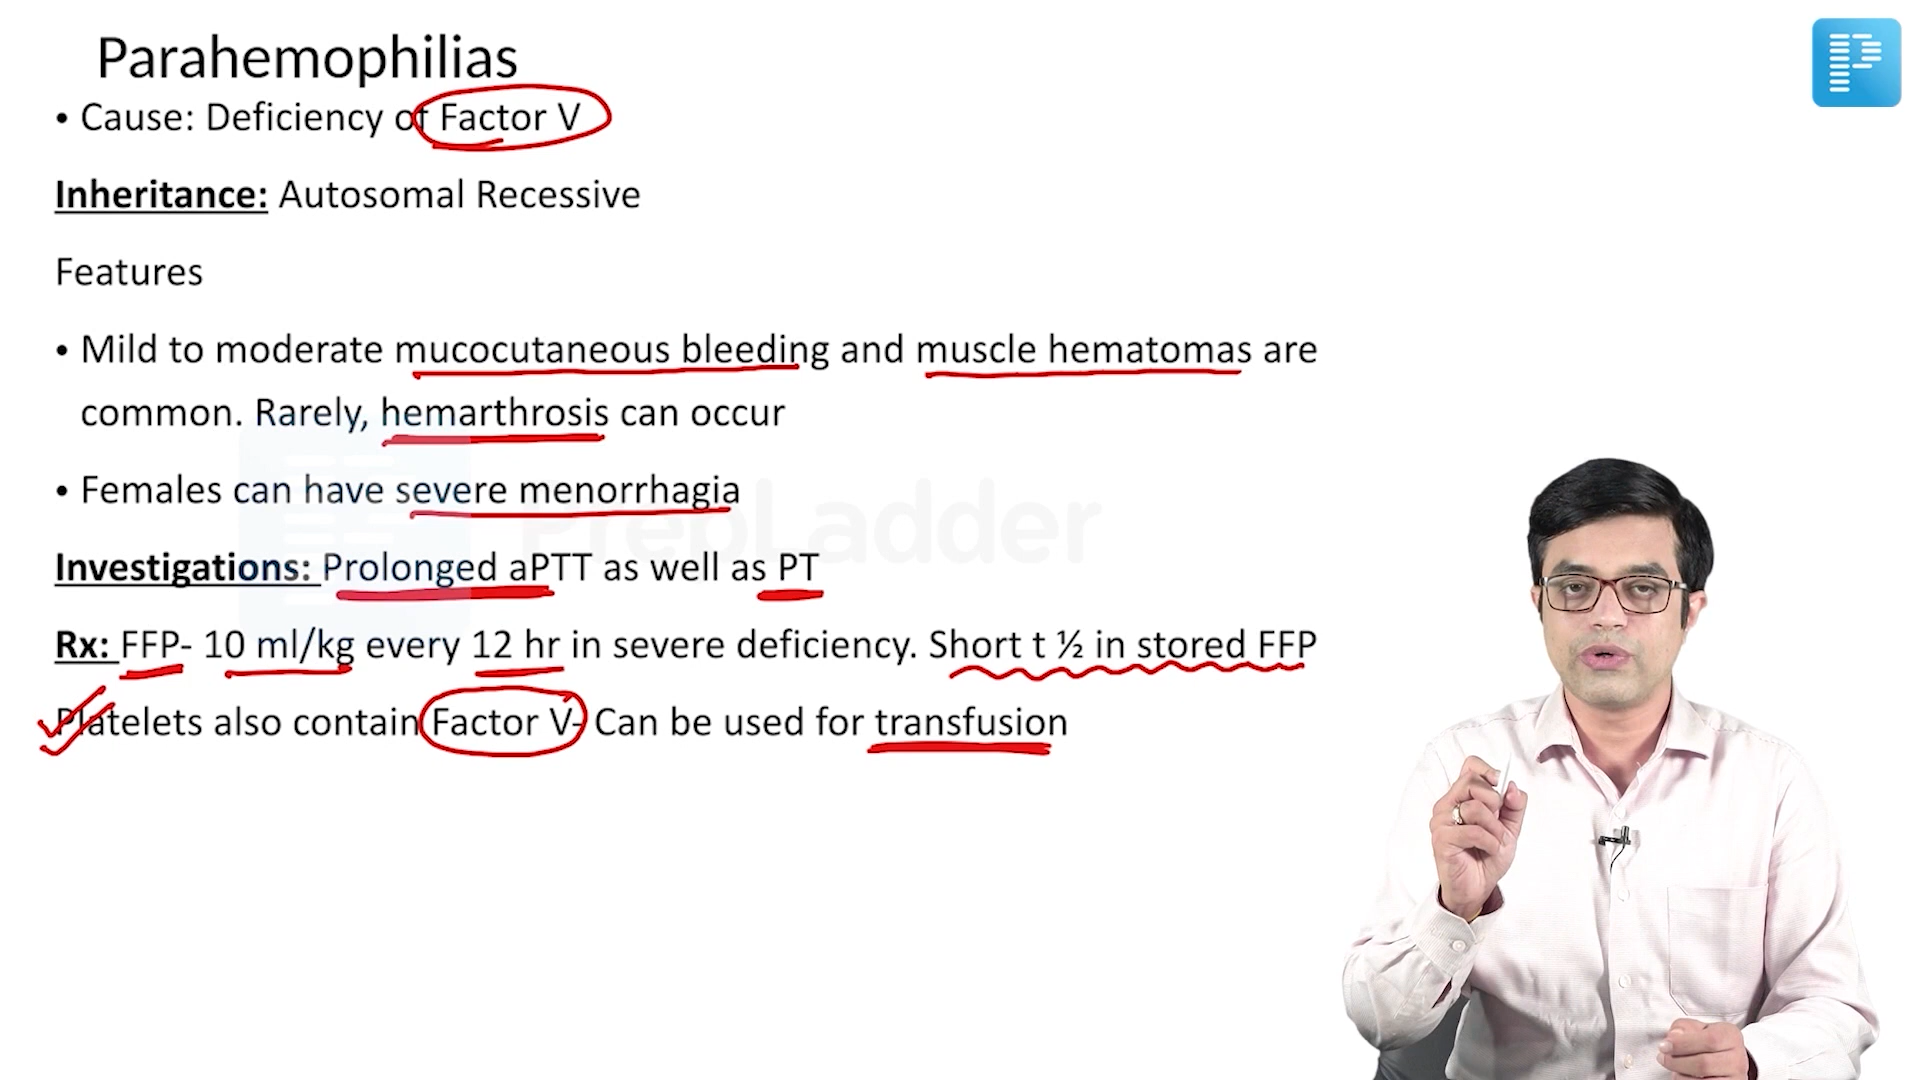 Parahemophilias
• Cause: Deficiency of Factor V
Inheritance: Autosomal Recessive
Features
• Mild to moderate mucocutaneous bleeding and muscle hematomas are
common. Rarely, hemarthrosis can occur
• Females can have severe menorrhagia
PrepLadder
Investigations: Prolonged aPTT as well as PT
Rx: FFP- 10 ml/kg every 12 hr in severe deficiency. Short t ½ in stored FFP
Platelets also contain Factor V- Can be used for transfusion